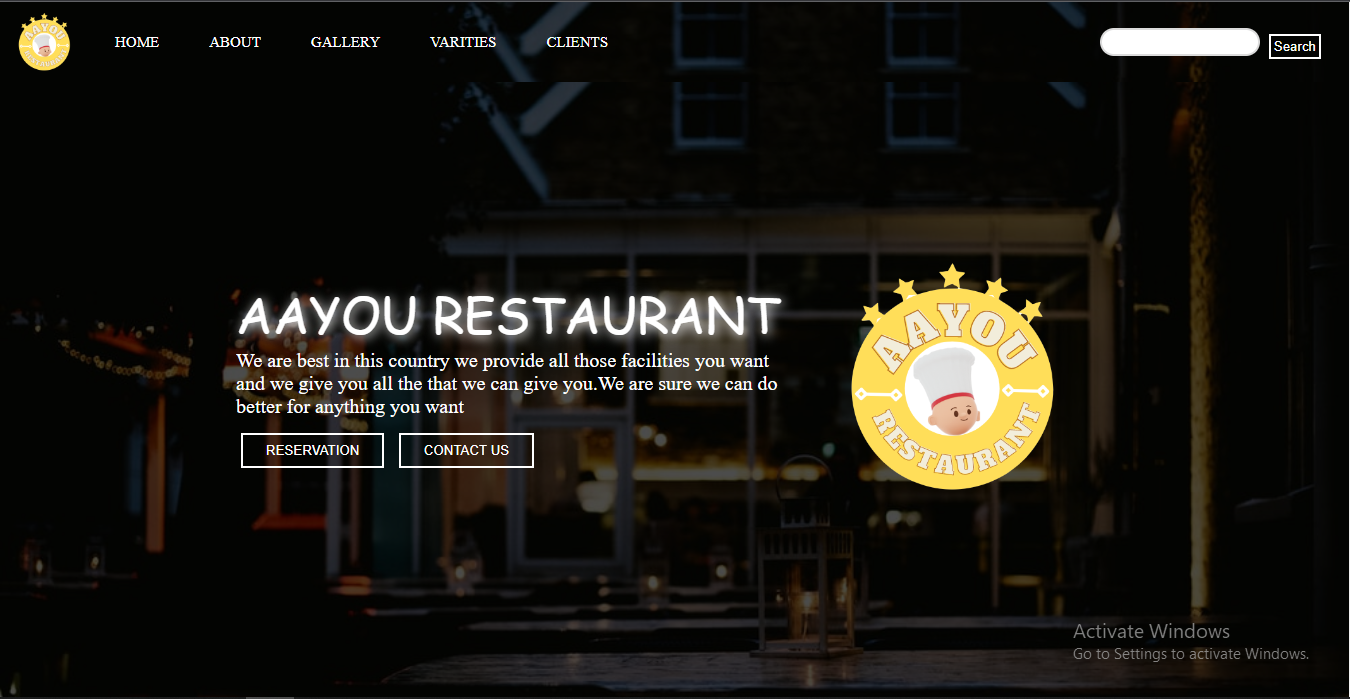 AAYOU
RESTAURANT
HOME ABOUT GALLERY VARITIES CLIENTS
Search
AAYOU RESTAURANT
We are best in this country we provide all those facilities you want
and we give you all the that we can give you.We are sure we can do
better for anything you want
RESERVATION CONTACT US
AAYOU
RESTAURANT
Activate Windows
Go to Settings to activate Windows.